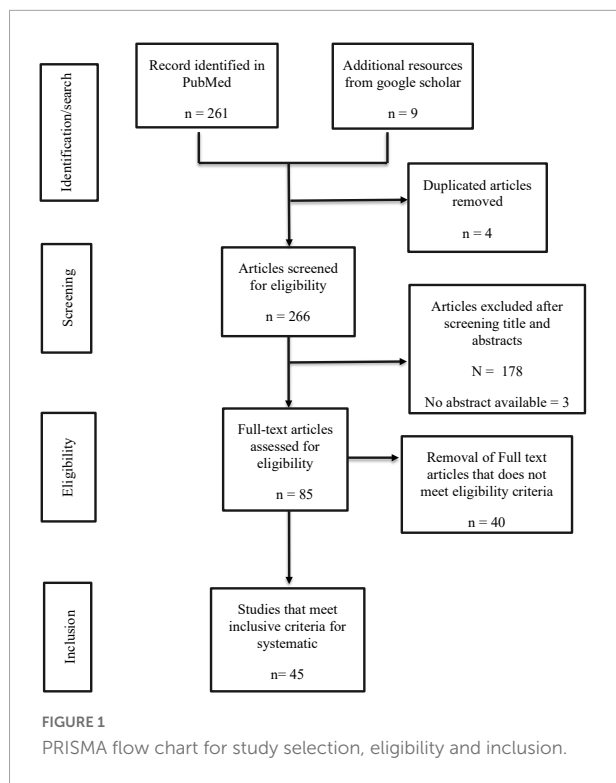 Identification/search
Record identified in
PubMed
n = 261
Additional resources
from google scholar
n = 9
Duplicated articles
removed
n = 4
Screening
Articles screened
for eligibility
n = 266
Articles excluded after
screening title and
abstracts
N = 178
No abstract available = 3
Eligibility
Full-text articles
assessed for
eligibility
n = 85
Removal of Full text
articles that does not
meet eligibility criteria
n = 40
Inclusion
Studies that meet
inclusive criteria for
systematic
n= 45
FIGURE 1
PRISMA flow chart for study selection, eligibility and inclusion.